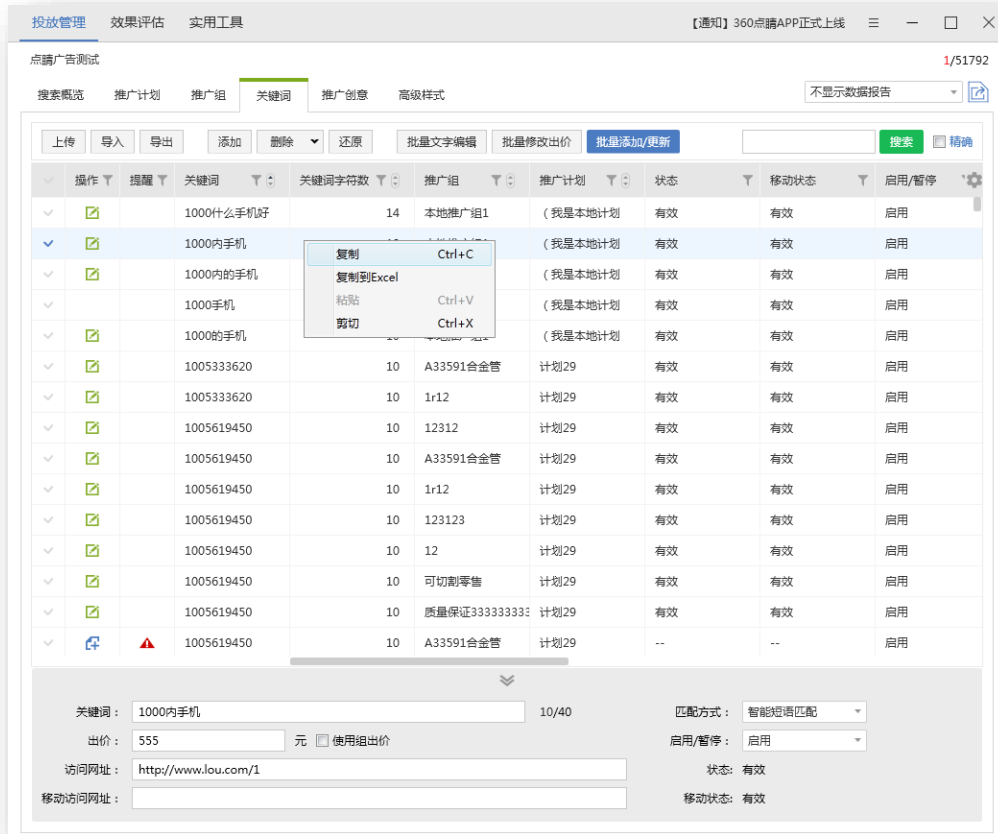 投放管理 效果评估 实用工具 【通知】360点睛APP正式上线
点睛广告测试 1/51792
搜索概览 推广计划 推广组 关键词 推广创意 高级样式 不显示数据报告
上传 导入 导出 添加 删除 还原 批量文字编辑 批量修改出价 批量添加/更新 搜索 精确
操作 提醒 关键词 关键词字符数 推广组 推广计划 状态 移动状态 启用/暂停
1000什么手机好 14 本地推广组1 (我是本地计划 有效 有效 启用
1000内手机 (我是本地计划 有效 有效 启用
复制 Ctrl+C
1000内的手机 (我是本地计划 有效 有效 启用
复制到Excel
1000手机 (我是本地计划 有效 有效 启用
粘贴 Ctrl+V
剪切 Ctrl+X
1000的手机 (我是本地计划 有效 有效 启用
1005333620 10 A33591合金管 计划29 有效 有效 启用
1005333620 10 1r12 计划29 有效 有效 启用
1005619450 10 12312 计划29 有效 有效 启用
1005619450 10 A33591合金管 计划29 有效 有效 启用
1005619450 10 1r12 计划29 有效 有效 启用
1005619450 10 123123 计划29 有效 有效 启用
1005619450 10 12 计划29 有效 有效 启用
1005619450 10 可切割零售 计划29 有效 有效 启用
1005619450 10 质量保证333333333 计划29 有效 有效 启用
1005619450 10 A33591合金管 计划29 -- -- 启用
关键词： 1000内手机 10/40 匹配方式： 智能短语匹配
出价： 555 元 使用组出价 启用/暂停： 启用
访问网址： http://www.lou.com/1 状态: 有效
移动访问网址： 移动状态: 有效